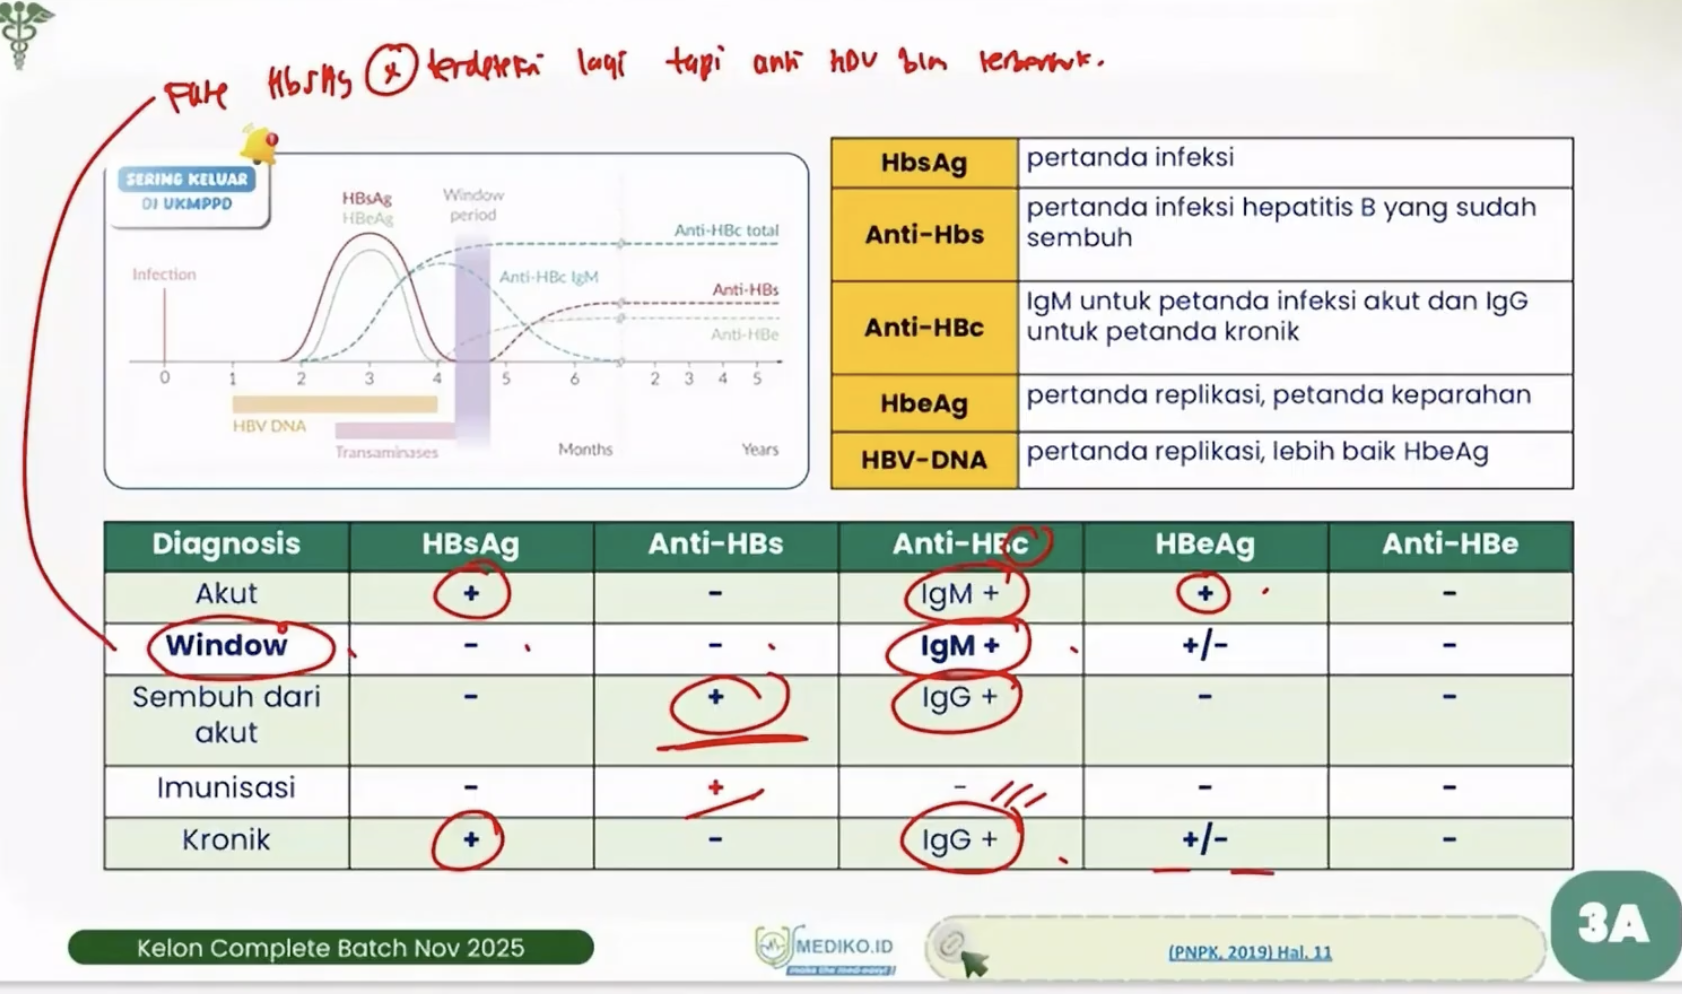 Fase HbsAg (x) terdeteksi lagi tapi anti HBV blm terbentuk.
SERING KELUAR
DI UKMPPD
HBsAg
HBeAg
Window
period
Anti-HBc total
Infection
Anti-HBc IgM
Anti-HBs
Anti-HBe
0 1 2 3 4 5 6 2 3 4 5
HBV DNA
Transaminases
Months Years
HbsAg pertanda infeksi
Anti-Hbs pertanda infeksi hepatitis B yang sudah
sembuh
Anti-HBc IgM untuk petanda infeksi akut dan IgG
untuk petanda kronik
HbeAg pertanda replikasi, petanda keparahan
HBV-DNA pertanda replikasi, lebih baik HbeAg
Diagnosis HBsAg Anti-HBs Anti-HBc HBeAg Anti-HBe
Akut + - IgM + + -
Window - - IgM + +/- -
Sembuh dari
akut - + IgG + - -
Imunisasi - + - - -
Kronik + - IgG + +/- -
Kelon Complete Batch Nov 2025
MEDIKO.ID
make the med-easy!
(PNPK, 2019) Hal. 11
3A